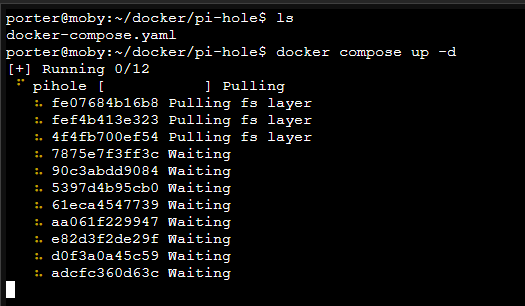 porter@moby:~/docker/pi-hole$ ls
docker-compose.yaml
porter@moby:~/docker/pi-hole$ docker compose up -d
[+] Running 0/12
⠋ pihole [           ] Pulling
⠦ fe07684b16b8 Pulling fs layer
⠦ fef4b413e323 Pulling fs layer
⠦ 4f4fb700ef54 Pulling fs layer
⠦ 7875e7f3ff3c Waiting
⠦ 90c3abdd9084 Waiting
⠦ 5397d4b95cb0 Waiting
⠦ 61eca4547739 Waiting
⠦ aa061f229947 Waiting
⠦ e82d3f2de29f Waiting
⠦ d0f3a0a45c59 Waiting
⠦ adcfc360d63c Waiting